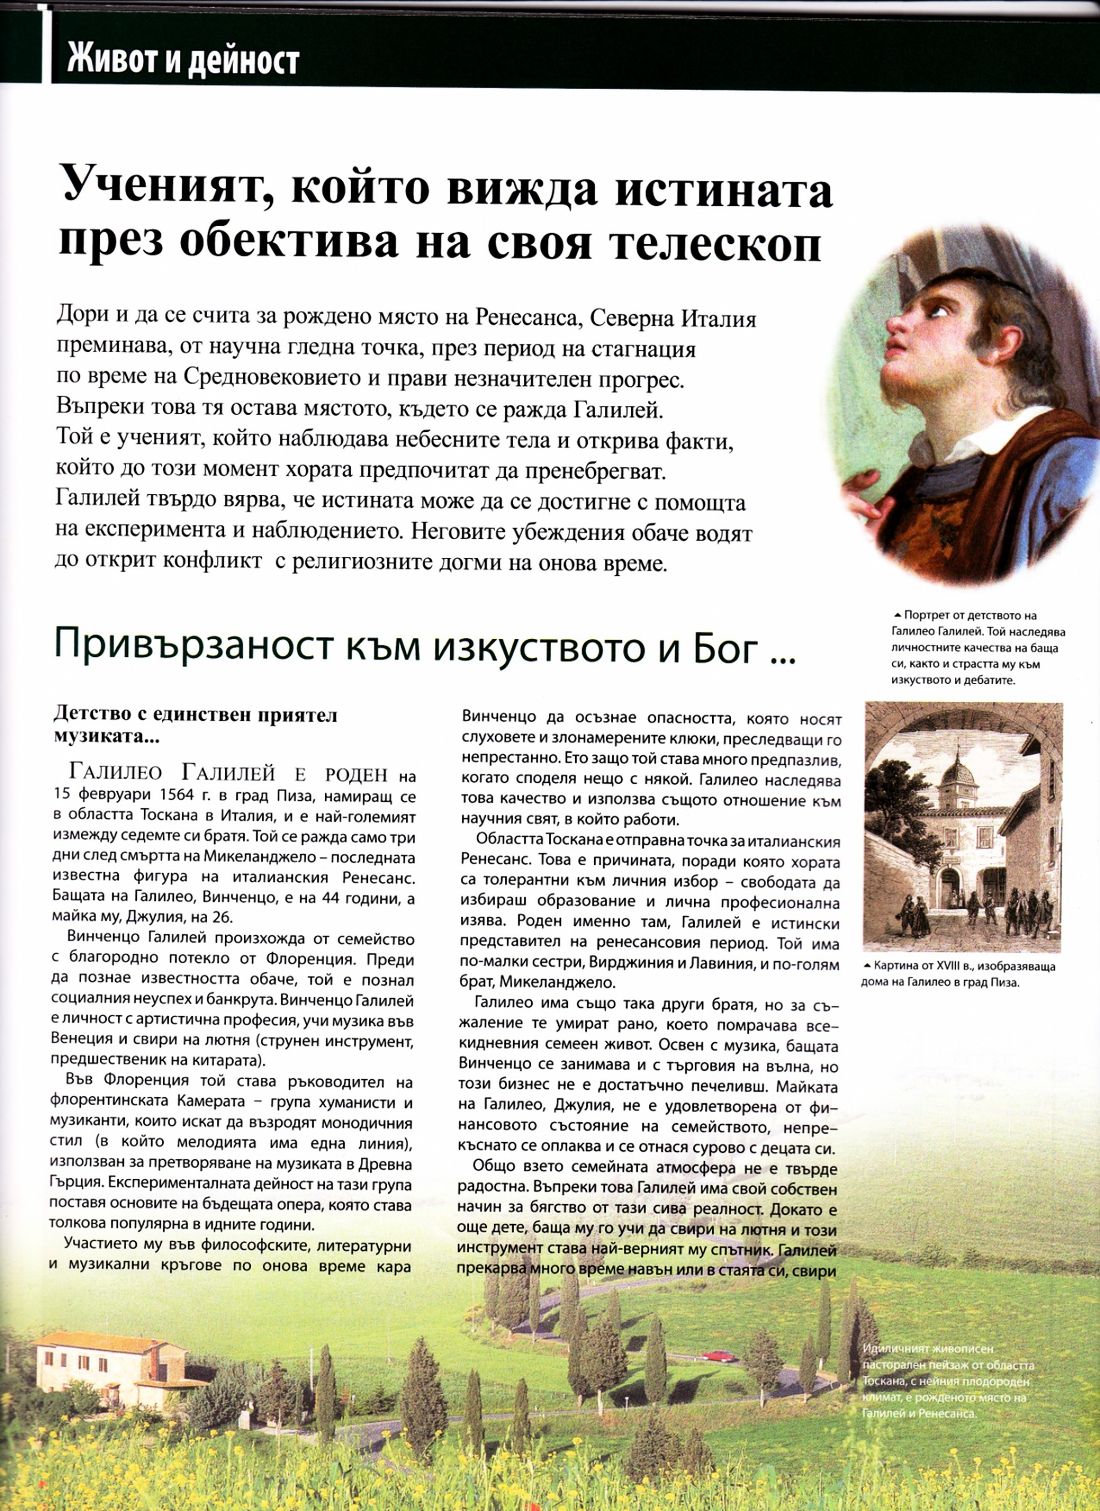 Живот и дейност
Ученият, който вижда истината
през обектива на своя телескоп
Дори и да се счита за рождено място на Ренесанса, Северна Италия
преминава, от научна гледна точка, през период на стагнация
по време на Средновековието и прави незначителен прогрес.
Въпреки това тя остава мястото, където се ражда Галилей.
Той е ученият, който наблюдава небесните тела и открива факти,
който до този момент хората предпочитат да пренебрегват.
Галилей твърдо вярва, че истината може да се достигне с помощта
на експеримента и наблюдението. Неговите убеждения обаче водят
до открит конфликт с религиозните догми на онова време.
Портрет от детството на
Галилео Галилей. Той наследява
личностните качества на баща
си, както и страстта му към
изкуството и дебатите.
Привързаност към изкуството и Бог ...
Детство с единствен приятел
музиката...
Галилео Галилей е роден на
15 февруари 1564 г. в град Пиза, намиращ се
в областта Тоскана в Италия, и е най-големият
измежду седемте си братя. Той се ражда само три
дни след смъртта на Микеланджело – последната
известна фигура на италианския Ренесанс.
Бащата на Галилео, Винченцо, е на 44 години, а
майка му, Джулия, на 26.
Винченцо Галилей произхожда от семейство
с благородно потекло от Флоренция. Преди
да познае известността обаче, той е познал
социалния неуспех и банкрута. Винченцо Галилей
е личност с артистична професия, учи музика във
Венеция и свири на лютня (струнен инструмент,
предшественик на китарата).
Във Флоренция той става ръководител на
флорентинската Камерата – група хуманисти и
музиканти, които искат да възродят монодичния
стил (в който мелодията има една линия),
използван за претворяване на музиката в Древна
Гърция. Експерименталната дейност на тази група
поставя основите на бъдещата опера, която става
толкова популярна в идните години.
Участието му във философските, литературни
и музикални кръгове по онова време кара
Винченцо да осъзнае опасността, която носят
слуховете и злонамерените клюки, преследващи го
непрестанно. Ето защо той става много предпазлив,
когато споделя нещо с някой. Галилео наследява
това качество и използва същото отношение към
научния свят, в който работи.
Областта Тоскана е отправна точка за италианския
Ренесанс. Това е причината, поради която хората
са толерантни към личния избор – свободата да
избираш образование и лична професионална
изява. Роден именно там, Галилей е истински
представител на ренесансовия период. Той има
по-малки сестри, Вирджиния и Лавиния, и по-голям
брат, Микеланджело.
Галилео има също така други братя, но за съ-
жаление те умират рано, което помрачава все-
кидневния семеен живот. Освен с музика, бащата
Винченцо се занимава и с търговия на вълна, но
този бизнес не е достатъчно печеливш. Майката
на Галилео, Джулия, не е удовлетворена от фи-
нансовото състояние на семейството, непре-
къснато се оплаква и се отнася сурово с децата си.
Общо взето семейната атмосфера не е твърде
радостна. Въпреки това Галилей има свой собствен
начин за бягство от тази сива реалност. Докато е
още дете, баща му го учи да свири на лютня и този
инструмент става най-верният му спътник. Галилей
прекарва много време навън или в стаята си, свири
Картина от XVIII в., изобразяваща
дома на Галилео в град Пиза.
Идиличният живописен
пасторален пейзаж от областта
Тоскана, с нейния плодороден
климат, е рожденото място на
Галилей и Ренесанса.